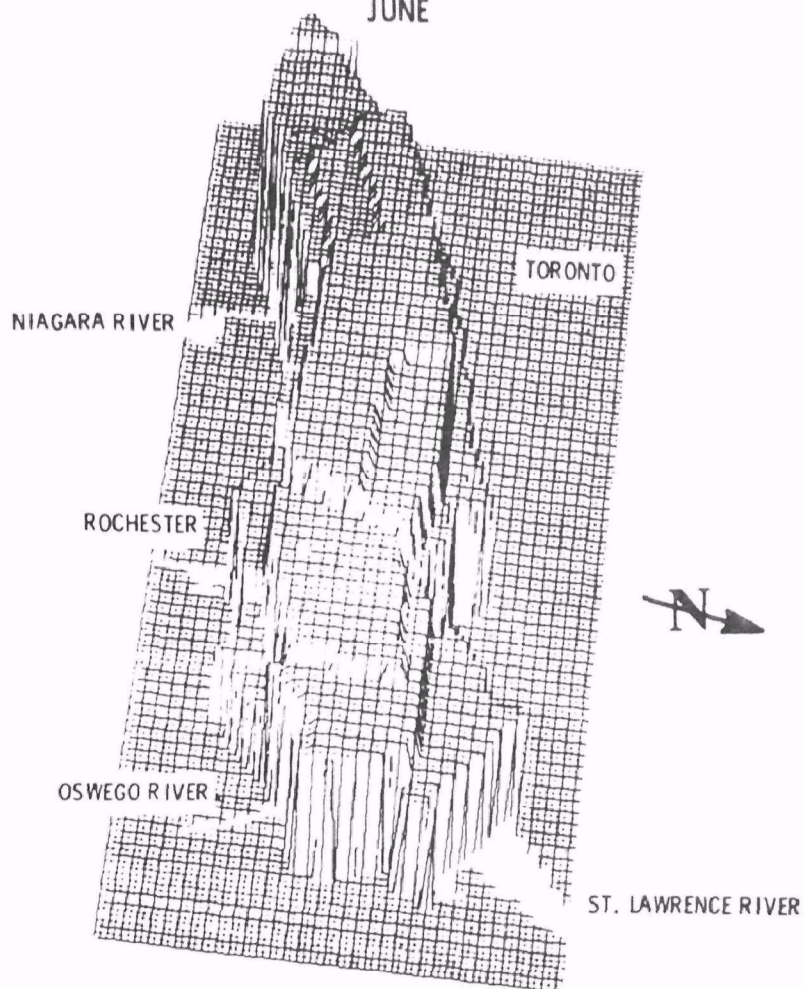 JUNE
TORONTO
NIAGARA RIVER
ROCHESTER
N
OSWEGO RIVER
ST. LAWRENCE RIVER